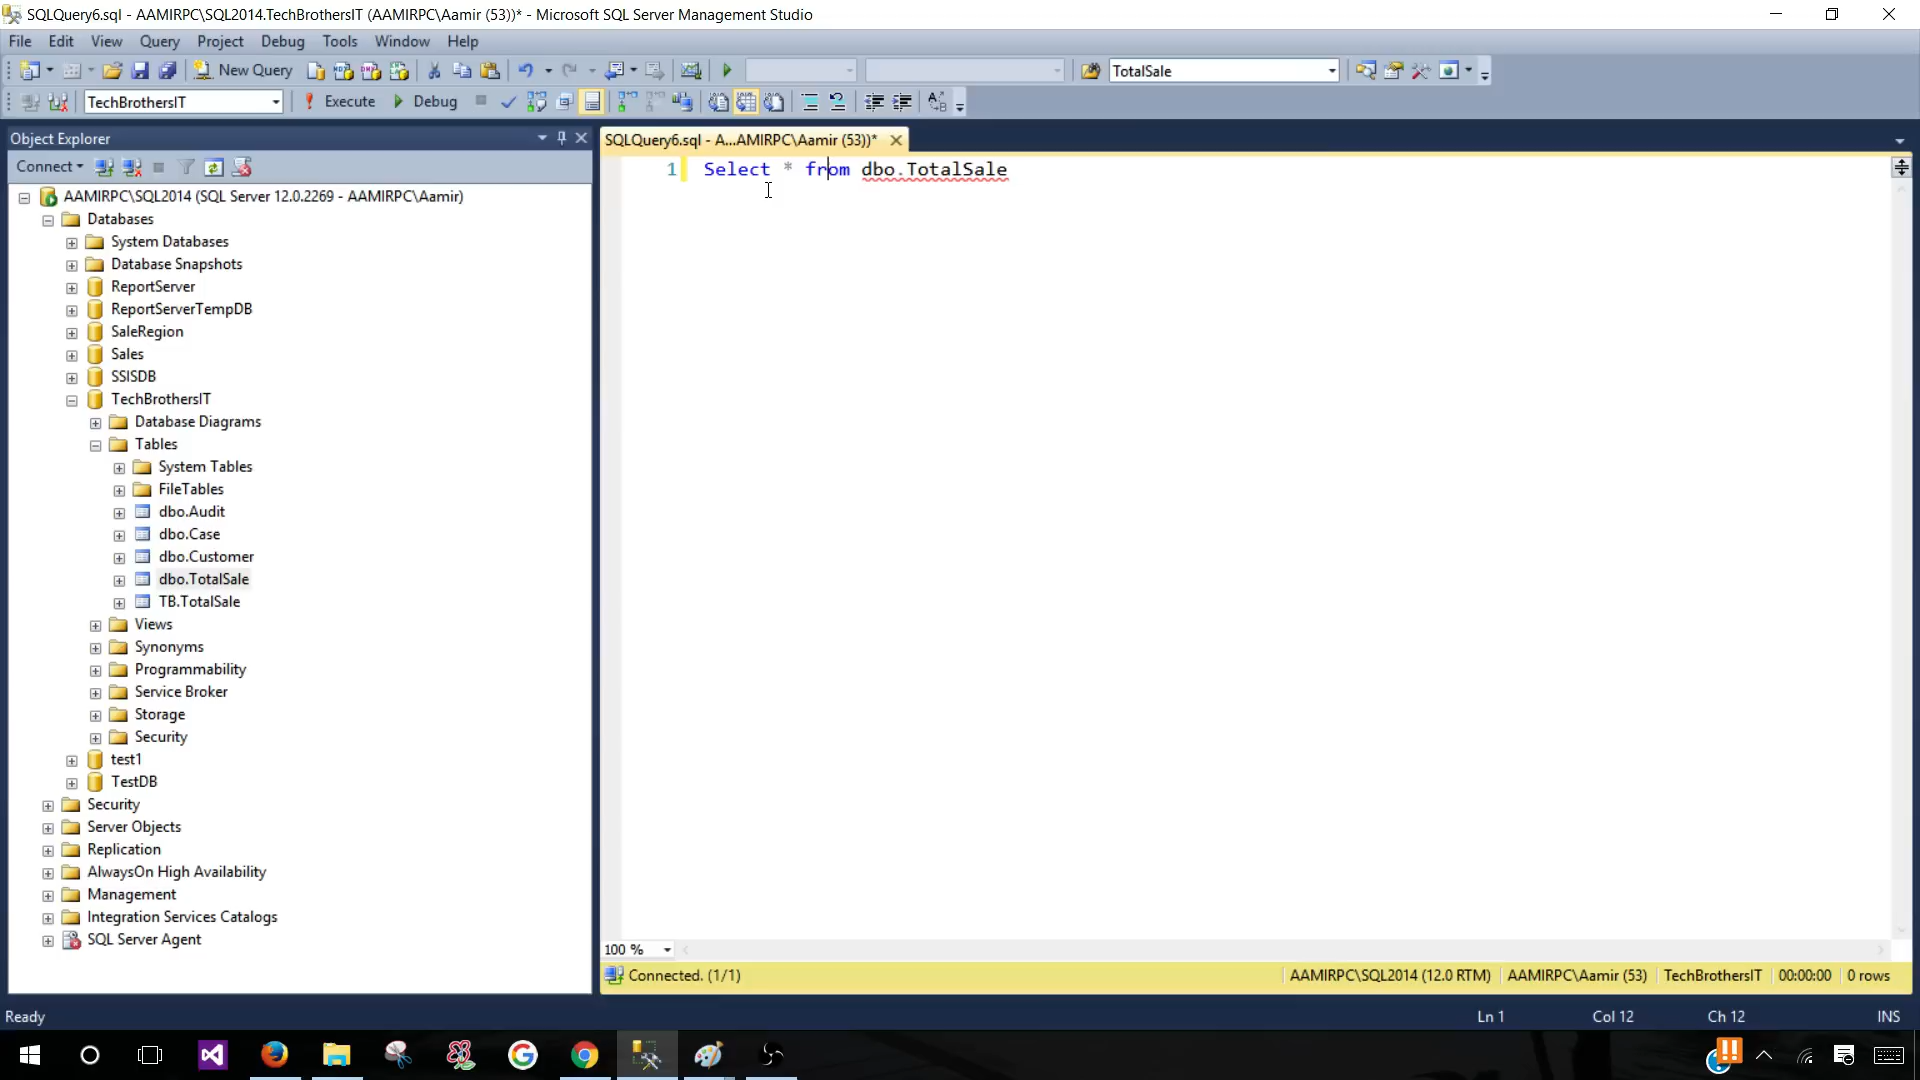 SQLQuery6.sql - AAMIRPC\SQL2014.TechBrothersIT (AAMIRPC\Aamir (53))* - Microsoft SQL Server Management Studio
File Edit View Query Project Debug Tools Window Help
New Query TotalSale
TechBrothersIT Execute Debug
Object Explorer
Connect
AAMIRPC\SQL2014 (SQL Server 12.0.2269 - AAMIRPC\Aamir)
Databases
System Databases
Database Snapshots
ReportServer
ReportServerTempDB
SaleRegion
Sales
SSISDB
TechBrothersIT
Database Diagrams
Tables
System Tables
FileTables
dbo.Audit
dbo.Case
dbo.Customer
dbo.TotalSale
TB.TotalSale
Views
Synonyms
Programmability
Service Broker
Storage
Security
test1
TestDB
Security
Server Objects
Replication
AlwaysOn High Availability
Management
Integration Services Catalogs
SQL Server Agent
SQLQuery6.sql - A...AMIRPC\Aamir (53))*
1 Select * from dbo.TotalSale
100 %
Connected. (1/1) AAMIRPC\SQL2014 (12.0 RTM) AAMIRPC\Aamir (53) TechBrothersIT 00:00:00 0 rows
Ready Ln 1 Col 12 Ch 12 INS